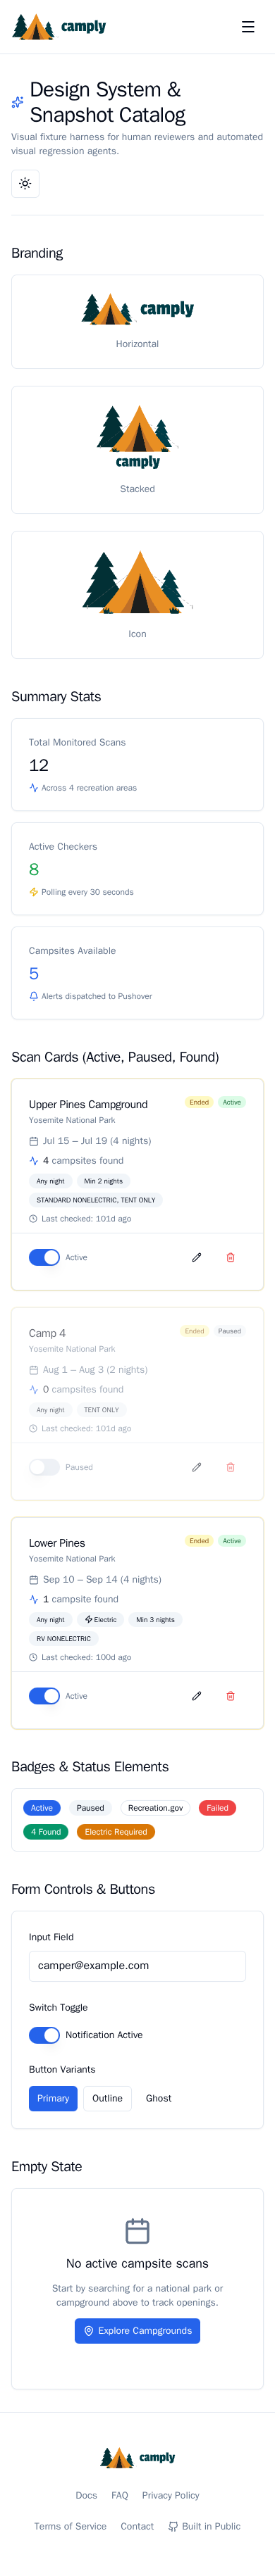 camply
Design System &
Snapshot Catalog
Visual fixture harness for human reviewers and automated
visual regression agents.
Branding
camply
Horizontal
camply
Stacked
Icon
Summary Stats
Total Monitored Scans
12
Across 4 recreation areas
Active Checkers
8
Polling every 30 seconds
Campsites Available
5
Alerts dispatched to Pushover
Scan Cards (Active, Paused, Found)
Upper Pines Campground
Ended Active
Yosemite National Park
Jul 15 – Jul 19 (4 nights)
4 campsites found
Any night Min 2 nights
STANDARD NONELECTRIC, TENT ONLY
Last checked: 101d ago
Active
Camp 4
Ended Paused
Yosemite National Park
Aug 1 – Aug 3 (2 nights)
0 campsites found
Any night TENT ONLY
Last checked: 101d ago
Paused
Lower Pines
Ended Active
Yosemite National Park
Sep 10 – Sep 14 (4 nights)
1 campsite found
Any night Electric Min 3 nights
RV NONELECTRIC
Last checked: 100d ago
Active
Badges & Status Elements
Active Paused Recreation.gov Failed
4 Found Electric Required
Form Controls & Buttons
Input Field
camper@example.com
Switch Toggle
Notification Active
Button Variants
Primary Outline Ghost
Empty State
No active campsite scans
Start by searching for a national park or
campground above to track openings.
Explore Campgrounds
camply
Docs FAQ Privacy Policy
Terms of Service Contact Built in Public